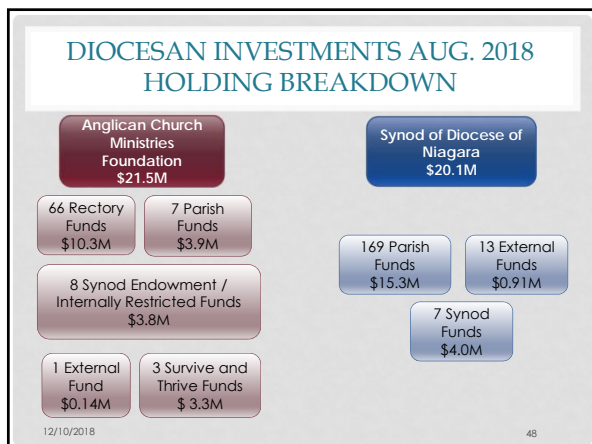 DIOCESAN INVESTMENTS AUG. 2018
HOLDING BREAKDOWN
Anglican Church
Ministries
Foundation
$21.5M
66 Rectory
Funds
$10.3M
7 Parish
Funds
$3.9M
8 Synod Endowment /
Internally Restricted Funds
$3.8M
1 External
Fund
$0.14M
3 Survive and
Thrive Funds
$ 3.3M
Synod of Diocese of
Niagara
$20.1M
169 Parish
Funds
$15.3M
13 External
Funds
$0.91M
7 Synod
Funds
$4.0M
12/10/2018
48